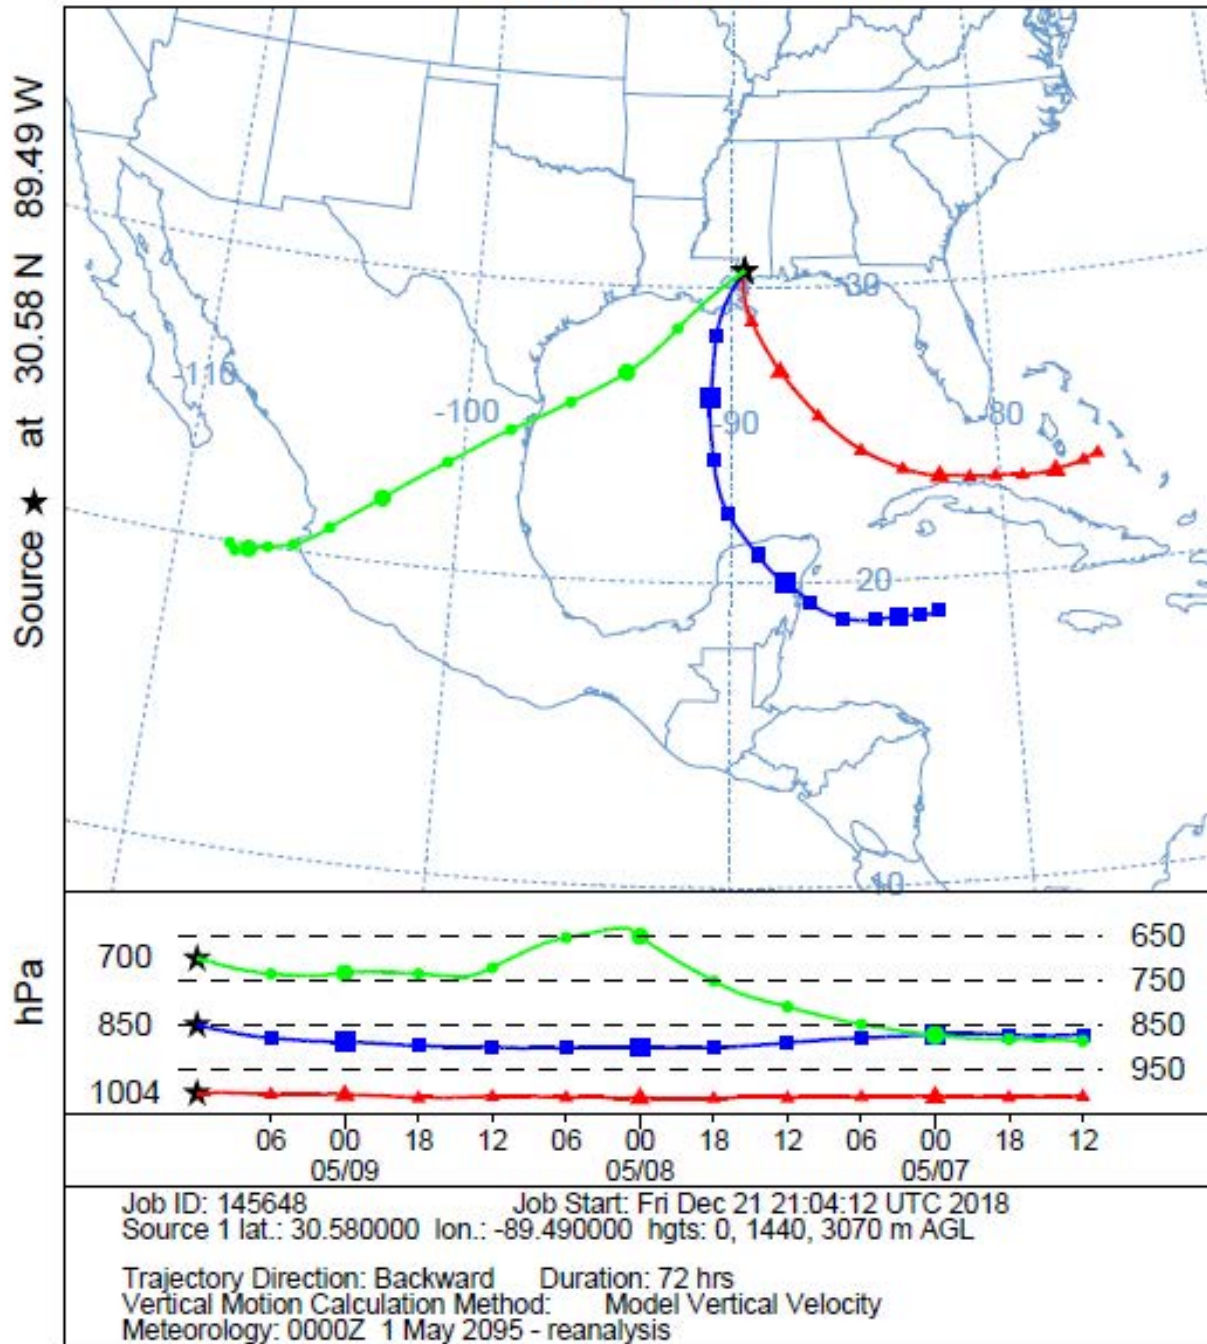 Source ★ at 30.58 N 89.49 W
30
-110
-100
-90
80
20
10
hPa
700
650
750
850
850
950
1004
06 00 18 12 06 00 18 12 06 00 18 12
05/09 05/08 05/07
Job ID: 145648 Job Start: Fri Dec 21 21:04:12 UTC 2018
Source 1 lat.: 30.580000 lon.: -89.490000 hgts: 0, 1440, 3070 m AGL
Trajectory Direction: Backward Duration: 72 hrs
Vertical Motion Calculation Method: Model Vertical Velocity
Meteorology: 0000Z 1 May 2095 - reanalysis